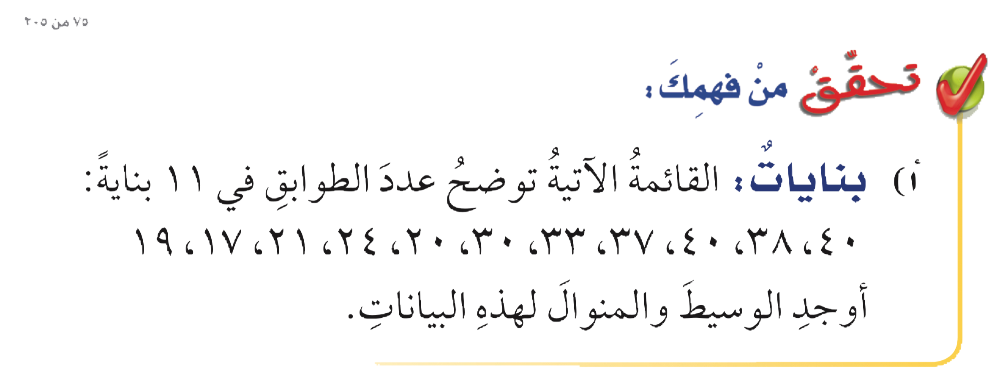 ٧٥ من ٢٠٥
تحقَّقْ منْ فهمِكَ:
أ) بناياتٌ: القائمةُ الآتيةُ توضحُ عددَ الطوابقِ في ١١ بنايةً:
٤٠، ٣٨، ٤٠، ٣٧، ٣٣، ٣٠، ٢٠، ٢٤، ٢١، ١٧، ١٩
أوجدِ الوسيطَ والمنوالَ لهذهِ البياناتِ.